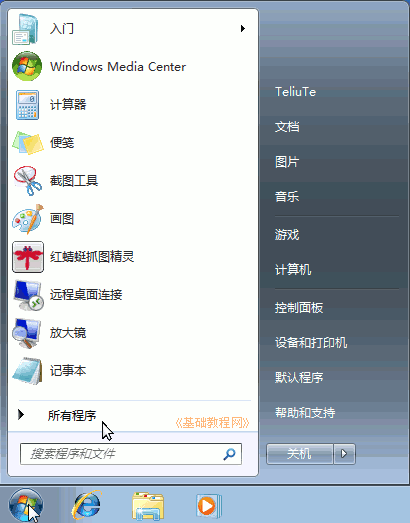 入门
Windows Media Center
计算器
便笺
截图工具
画图
红蜻蜓抓图精灵
远程桌面连接
放大镜
记事本
所有程序
《基础教程网》
搜索程序和文件
TeliuTe
文档
图片
音乐
游戏
计算机
控制面板
设备和打印机
默认程序
帮助和支持
关机